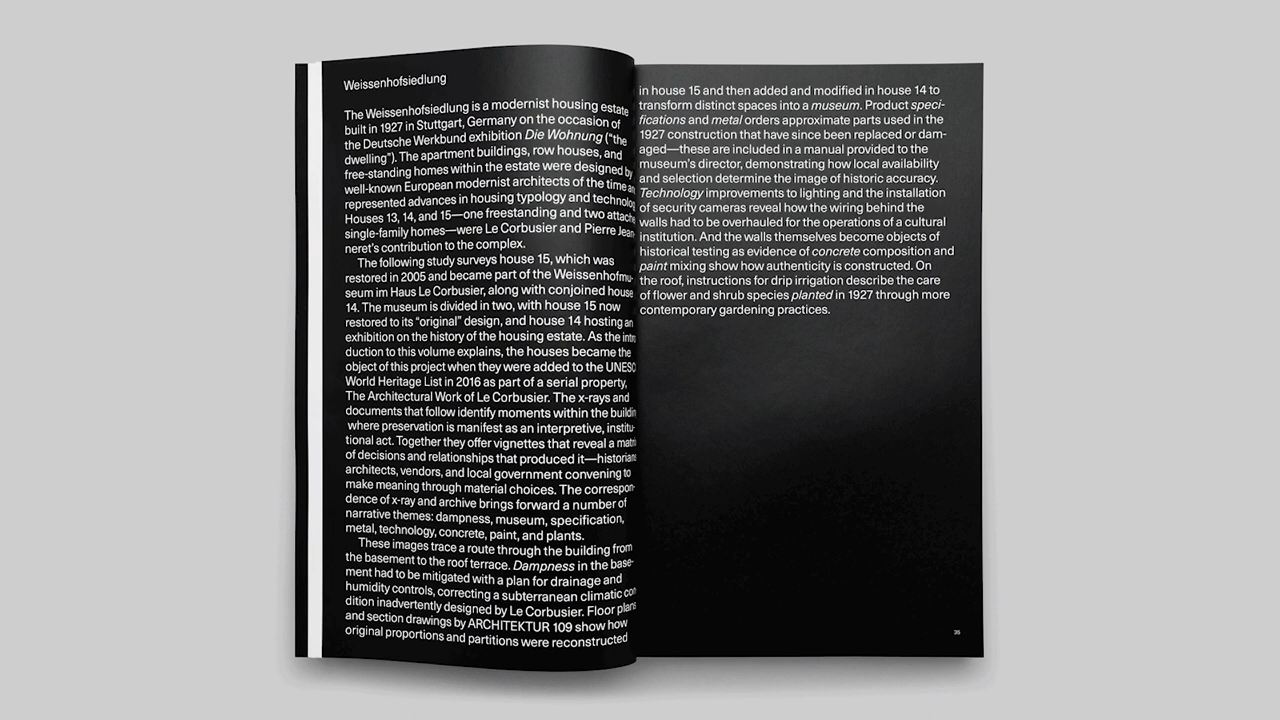 Weissenhofsiedlung
The Weissenhofsiedlung is a modernist housing estate
built in 1927 in Stuttgart, Germany on the occasion of
the Deutsche Werkbund exhibition Die Wohnung (“the
dwelling”). The apartment buildings, row houses, and
free-standing homes within the estate were designed by
well-known European modernist architects of the time an
represented advances in housing typology and technolog
Houses 13, 14, and 15—one freestanding and two attache
single-family homes—were Le Corbusier and Pierre Jean-
neret's contribution to the complex.
The following study surveys house 15, which was
restored in 2005 and became part of the Weissenhofmu-
seum im Haus Le Corbusier, along with conjoined house
14. The museum is divided in two, with house 15 now
restored to its “original” design, and house 14 hosting an
exhibition on the history of the housing estate. As the intro
duction to this volume explains, the houses became the
object of this project when they were added to the UNESC
World Heritage List in 2016 as part of a serial property,
The Architectural Work of Le Corbusier. The x-rays and
documents that follow identify moments within the buildin
where preservation is manifest as an interpretive, institu-
tional act. Together they offer vignettes that reveal a matri
of decisions and relationships that produced it—historians
architects, vendors, and local government convening to
make meaning through material choices. The correspon-
dence of x-ray and archive brings forward a number of
narrative themes: dampness, museum, specification,
metal, technology, concrete, paint, and plants.
These images trace a route through the building from
the basement to the roof terrace. Dampness in the base-
ment had to be mitigated with a plan for drainage and
humidity controls, correcting a subterranean climatic con
dition inadvertently designed by Le Corbusier. Floor plans
and section drawings by ARCHITEKTUR 109 show how
original proportions and partitions were reconstructed
in house 15 and then added and modified in house 14 to
transform distinct spaces into a museum. Product speci-
fications and metal orders approximate parts used in the
1927 construction that have since been replaced or dam-
aged—these are included in a manual provided to the
museum's director, demonstrating how local availability
and selection determine the image of historic accuracy.
Technology improvements to lighting and the installation
of security cameras reveal how the wiring behind the
walls had to be overhauled for the operations of a cultural
institution. And the walls themselves become objects of
historical testing as evidence of concrete composition and
paint mixing show how authenticity is constructed. On
the roof, instructions for drip irrigation describe the care
of flower and shrub species planted in 1927 through more
contemporary gardening practices.
35